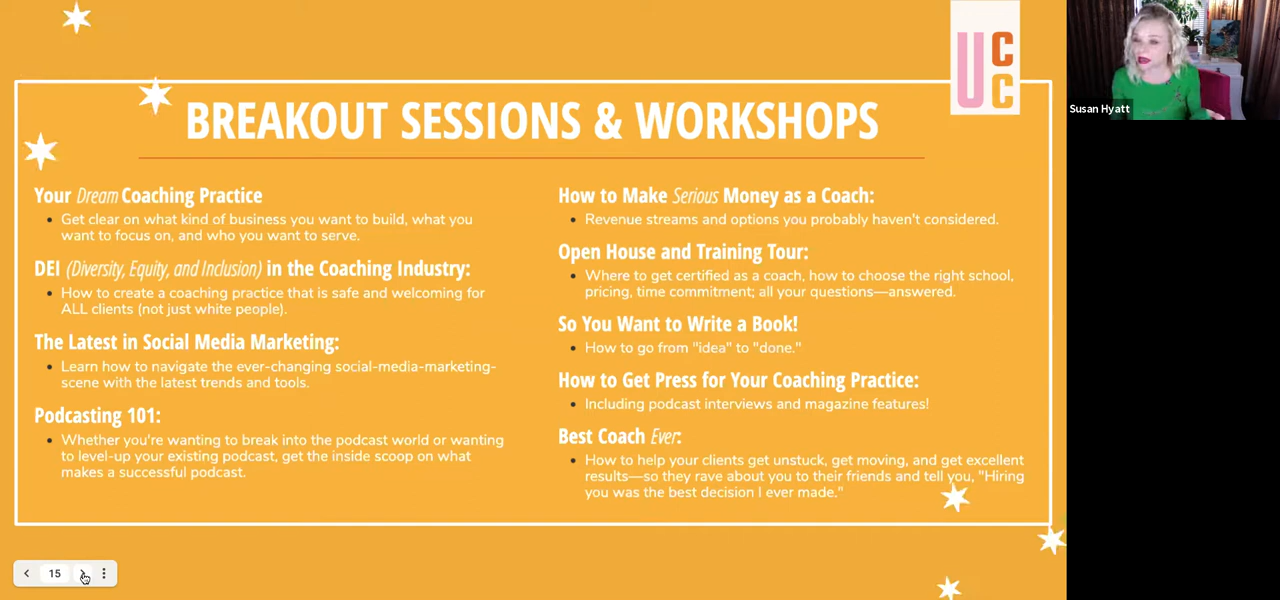 UCC
BREAKOUT SESSIONS & WORKSHOPS
Your Dream Coaching Practice
• Get clear on what kind of business you want to build, what you
want to focus on, and who you want to serve.
DEI (Diversity, Equity, and Inclusion) in the Coaching Industry:
• How to create a coaching practice that is safe and welcoming for
ALL clients (not just white people).
The Latest in Social Media Marketing:
• Learn how to navigate the ever-changing social-media-marketing-
scene with the latest trends and tools.
Podcasting 101:
• Whether you're wanting to break into the podcast world or wanting
to level-up your existing podcast, get the inside scoop on what
makes a successful podcast.
How to Make Serious Money as a Coach:
• Revenue streams and options you probably haven't considered.
Open House and Training Tour:
• Where to get certified as a coach, how to choose the right school,
pricing, time commitment; all your questions—answered.
So You Want to Write a Book!
• How to go from "idea" to "done."
How to Get Press for Your Coaching Practice:
• Including podcast interviews and magazine features!
Best Coach Ever:
• How to help your clients get unstuck, get moving, and get excellent
results—so they rave about you to their friends and tell you, "Hiring
you was the best decision I ever made."
15
Susan Hyatt